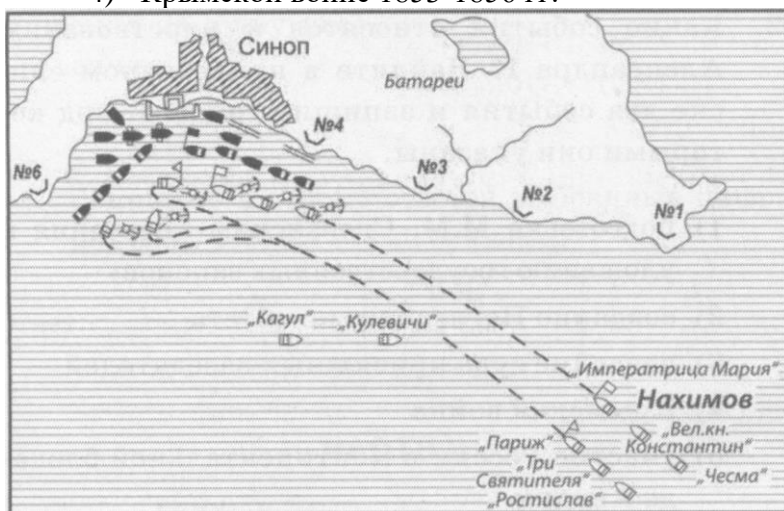 4) Крымской войне 1853-1856 гг.
Синоп
Батареи
№4
№6
№3
№2
№1
„Кагул“ „Кулевичи“
„Императрица Мария“
Нахимов
„Париж“
„Вел.кн.
Константин“
„Три
Святителя“
„Чесма“
„Ростислав“